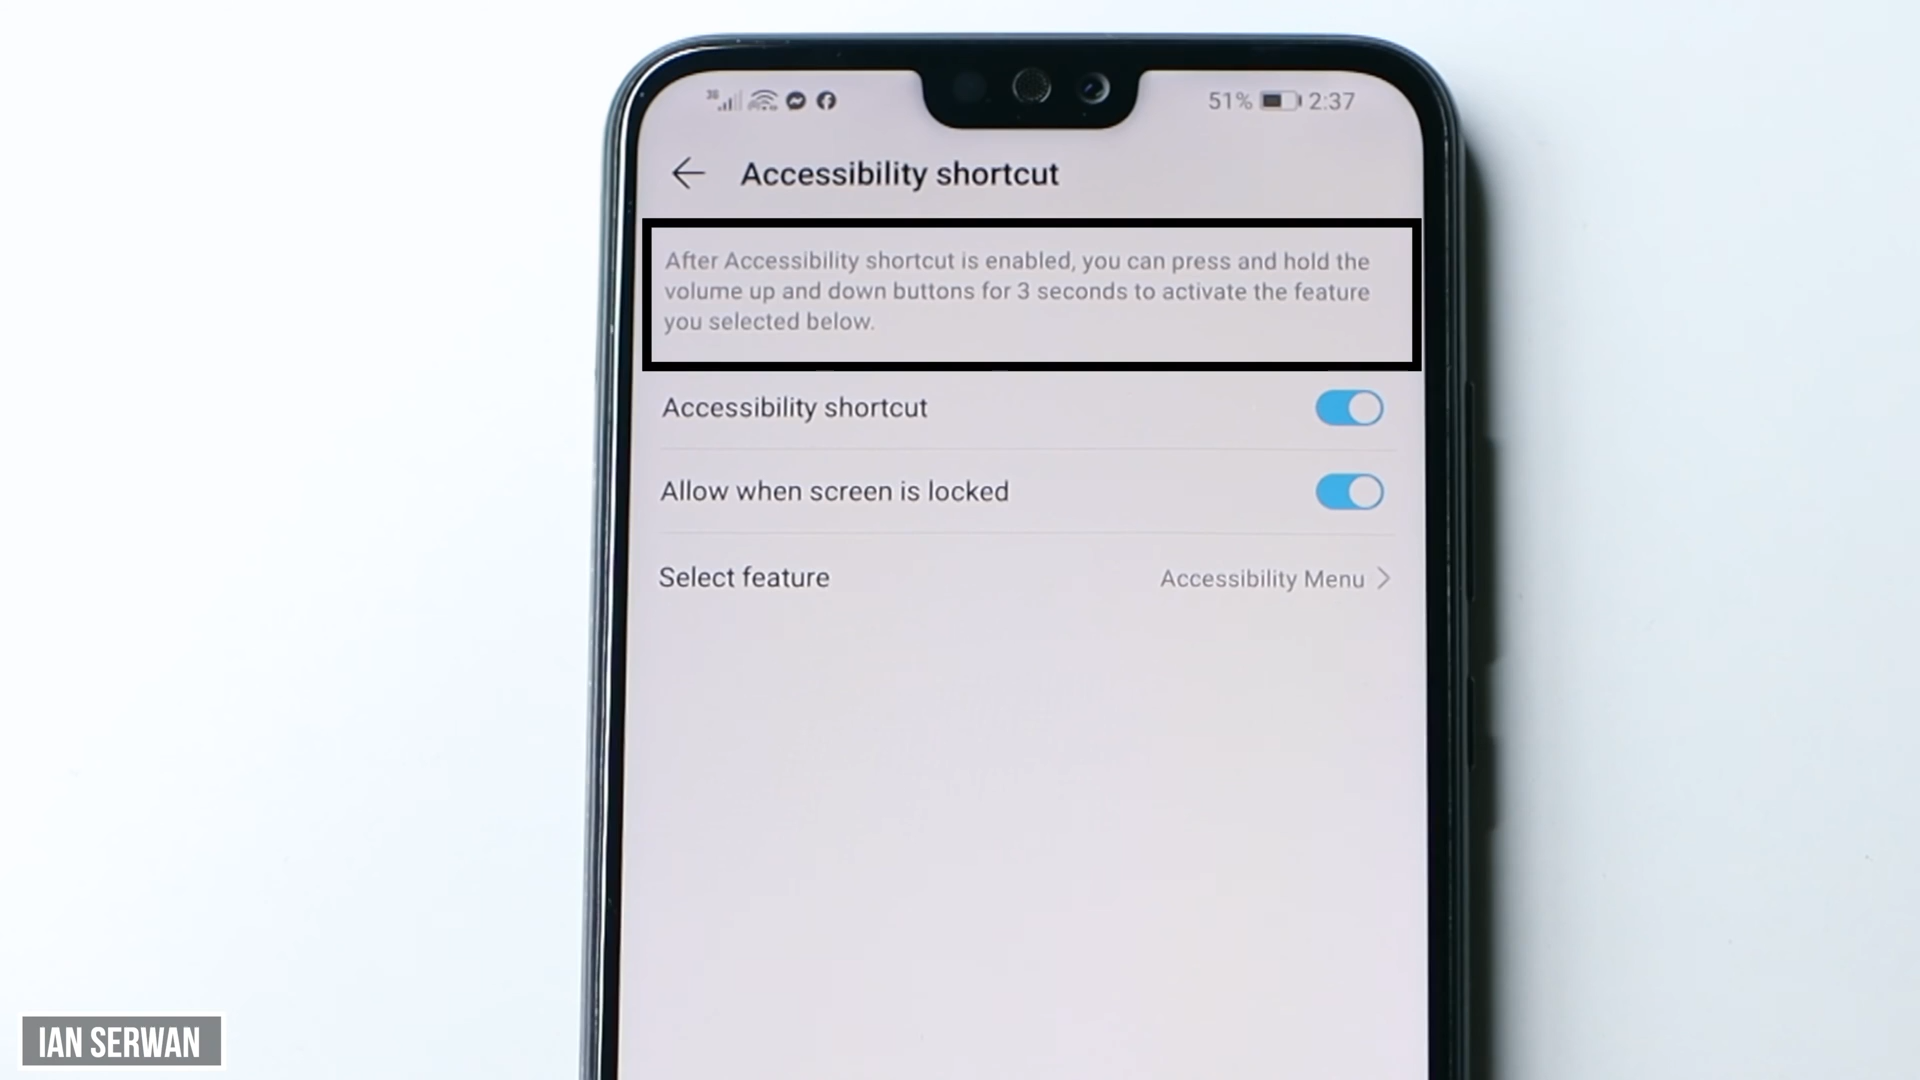 3G
51% 2:37
Accessibility shortcut
After Accessibility shortcut is enabled, you can press and hold the
volume up and down buttons for 3 seconds to activate the feature
you selected below.
Accessibility shortcut
Allow when screen is locked
Select feature Accessibility Menu
IAN SERWAN